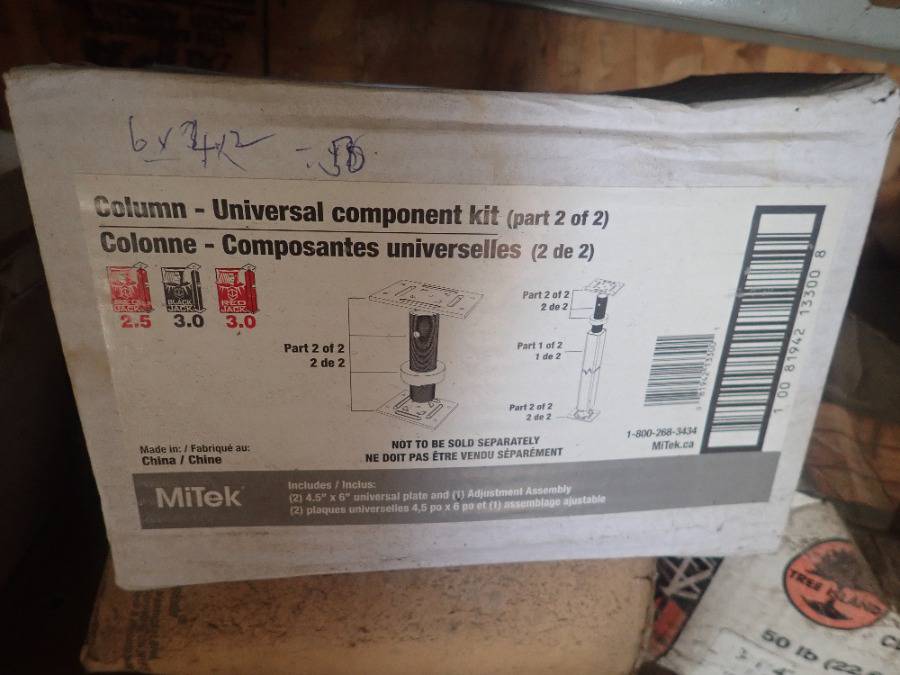 Column - Universal component kit (part 2 of 2)
Colonne - Composantes universelles (2 de 2)
BLACK JACK
RED JACK
2.5 3.0 3.0
Part 2 of 2
2 de 2
Part 2 of 2
2 de 2
Part 1 of 2
1 de 2
Part 2 of 2
2 de 2
1 00 81942 13300 8
1-800-268-3434
MiTek.ca
Made in: / Fabriqué au:
China / Chine
NOT TO BE SOLD SEPARATELY
NE DOIT PAS ÊTRE VENDU SÉPARÉMENT
MiTek
Includes / Inclus:
(2) 4.5" x 6" universal plate and (1) Adjustment Assembly
(2) plaques universelles 4,5 po x 6 po et (1) assemblage ajustable
TREE ISLAND
50 lb (22